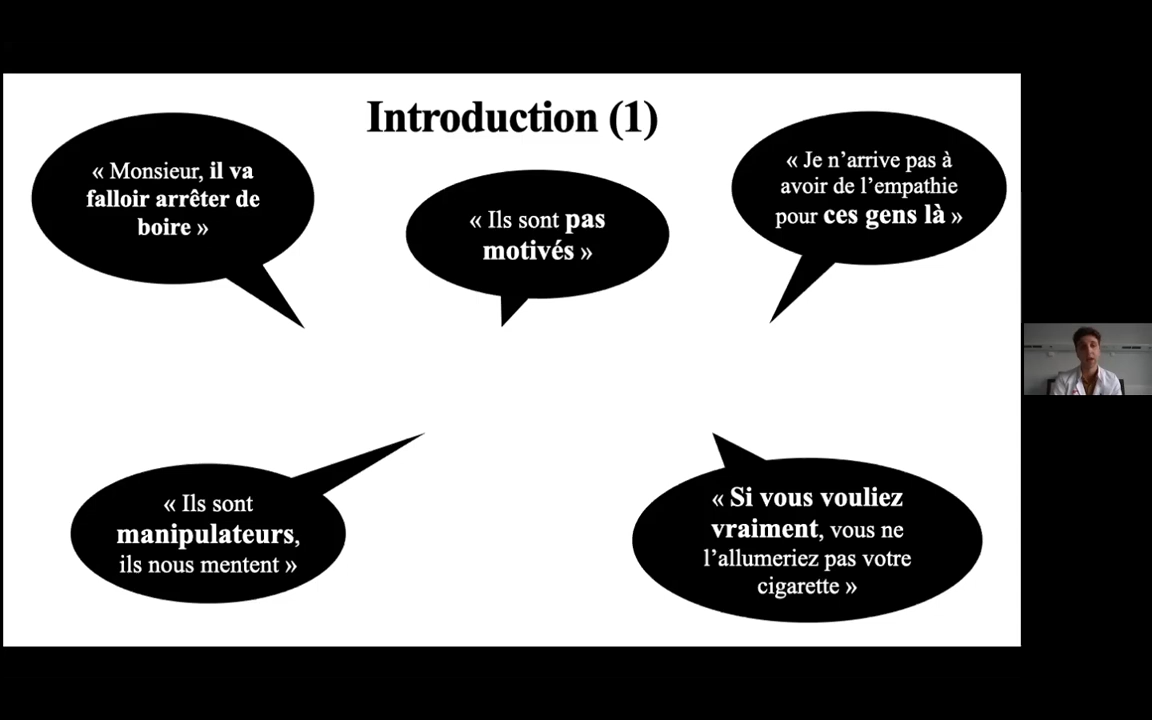 Introduction (1)
« Monsieur, il va
falloir arrêter de
boire »
« Ils sont pas
motivés »
« Je n’arrive pas à
avoir de l’empathie
pour ces gens là »
« Ils sont
manipulateurs,
ils nous mentent »
« Si vous vouliez
vraiment, vous ne
l’allumeriez pas votre
cigarette »